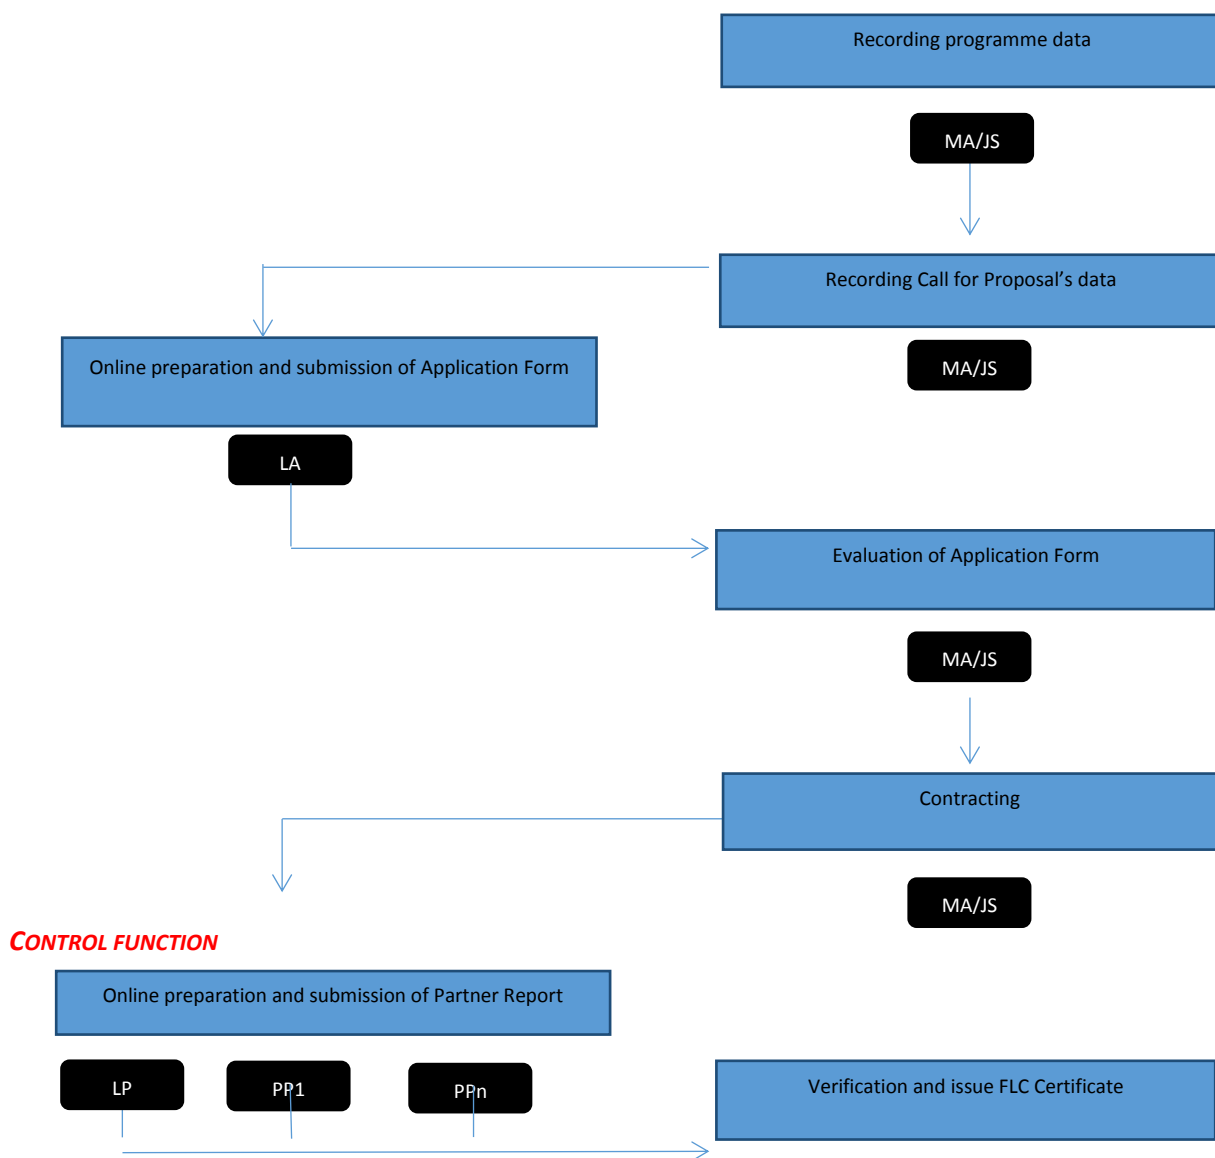 Recording programme data
MA/JS
Recording Call for Proposal’s data
MA/JS
Online preparation and submission of Application Form
LA
Evaluation of Application Form
MA/JS
Contracting
MA/JS
CONTROL FUNCTION
Online preparation and submission of Partner Report
LP
PP1
PPn
Verification and issue FLC Certificate